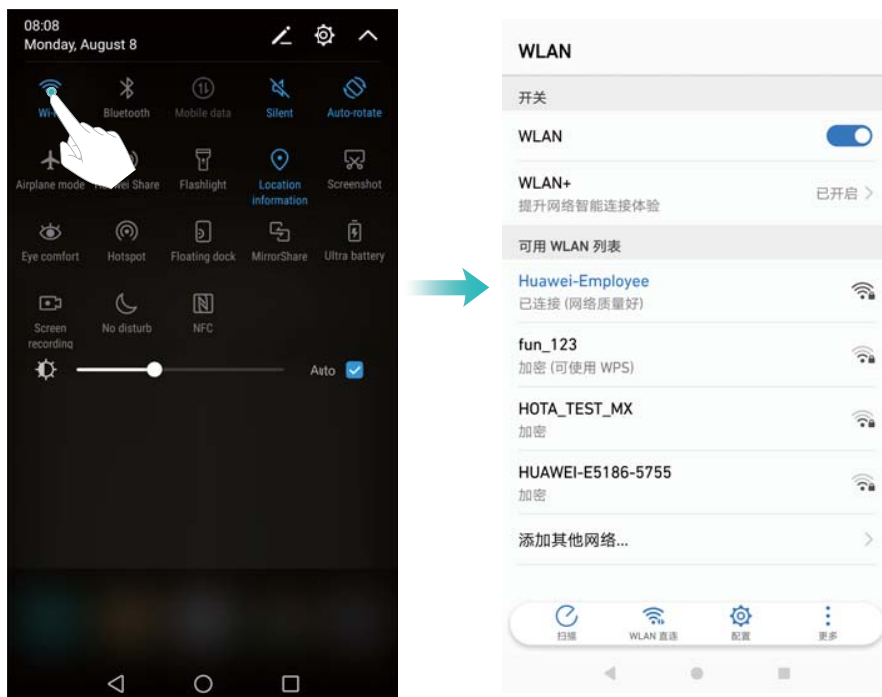 08:08
Monday, August 8
Bluetooth
Mobile data
Silent
Auto-rotate
Airplane mode
Share
Flashlight
Location
information
Screenshot
Eye comfort
Hotspot
Floating dock
MirrorShare
Ultra battery
Screen
recording
No disturb
NFC
Auto
WLAN
开关
WLAN
WLAN+
提升网络智能连接体验
已开启
可用 WLAN 列表
Huawei-Employee
已连接 (网络质量好)
fun_123
加密 (可使用 WPS)
HOTA_TEST_MX
加密
HUAWEI-E5186-5755
加密
添加其他网络...
扫描
WLAN 直连
配置
更多